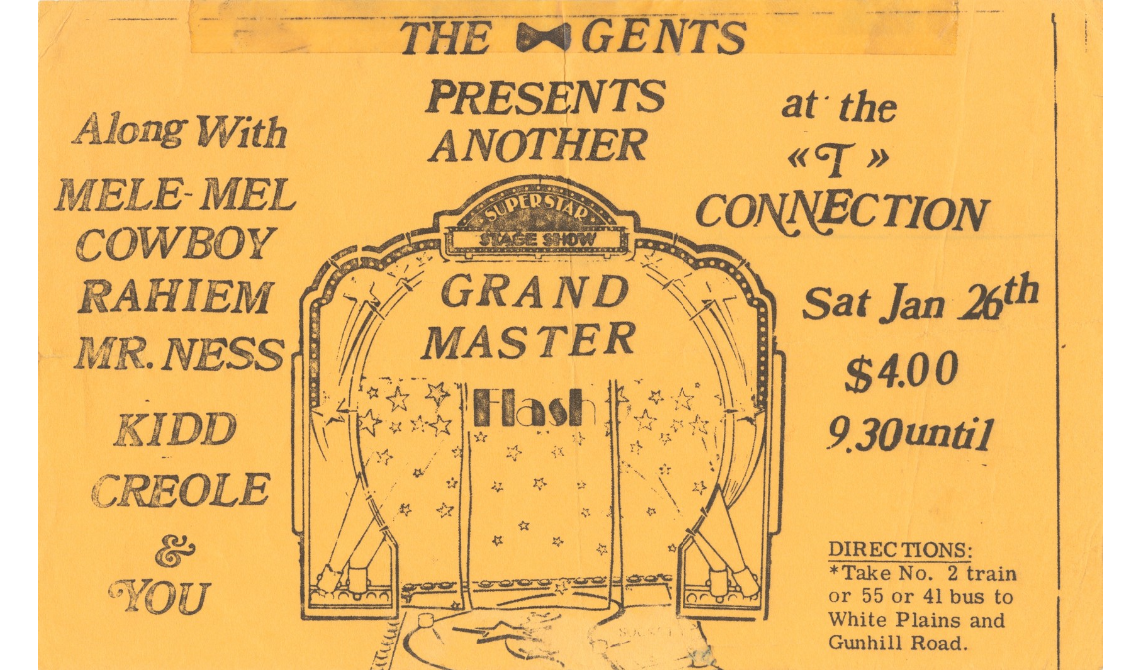 THE GENTS
PRESENTS
ANOTHER
Along With
MELE-MEL
COWBOY
RAHIEM
MR. NESS
KIDD
CREOLE
&
YOU
SUPERSTAR
STAGE SHOW
GRAND
MASTER
Flash
at the
«T»
CONNECTION
Sat Jan 26th
$4.00
9.30until
DIRECTIONS:
*Take No. 2 train
or 55 or 41 bus to
White Plains and
Gunhill Road.